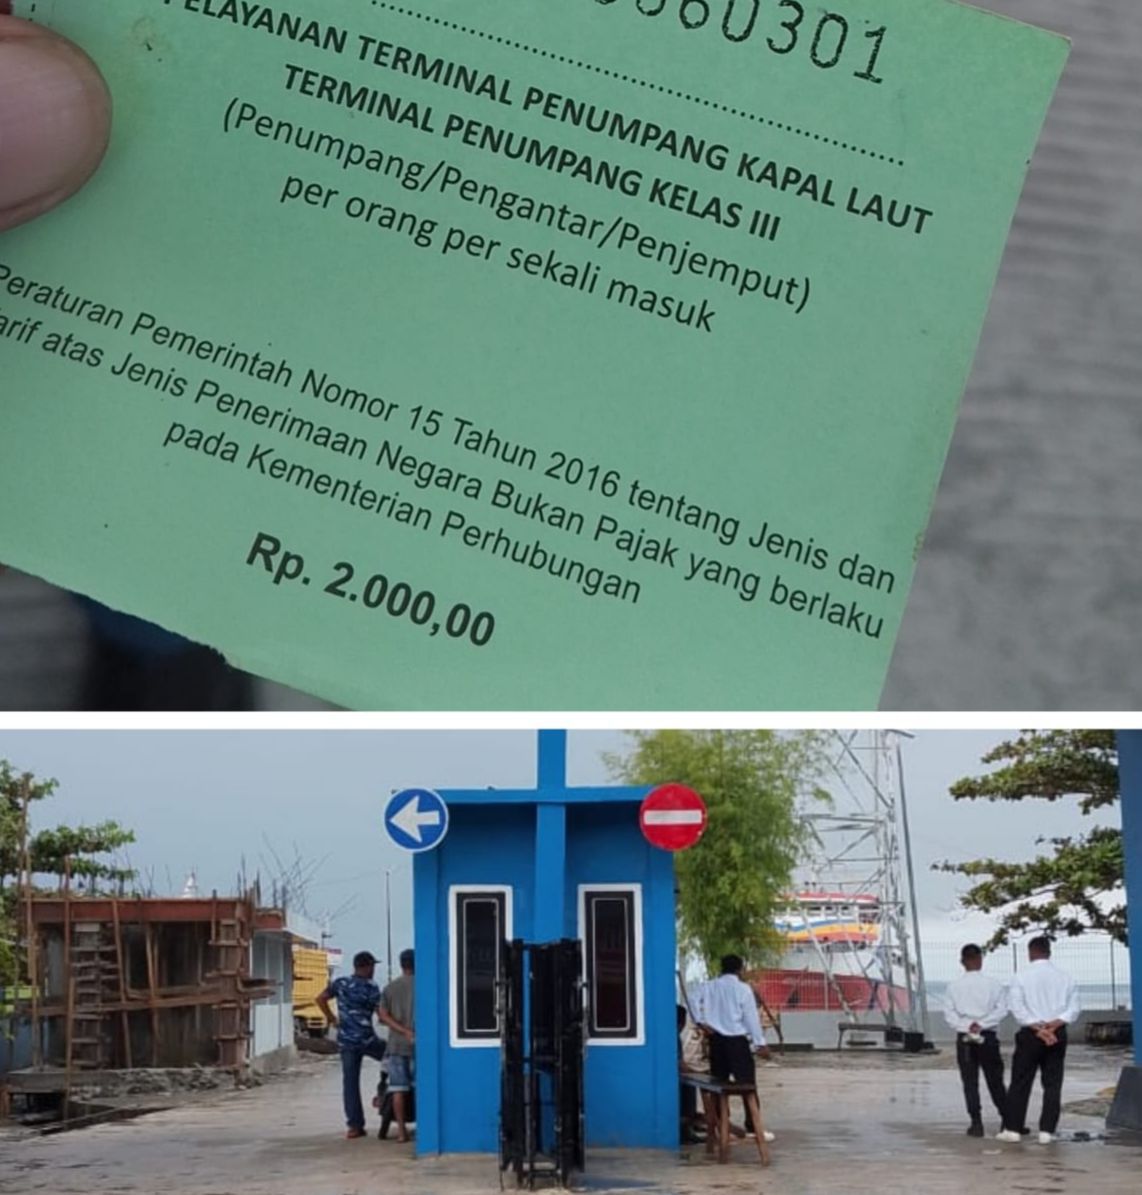 60301
PELAYANAN TERMINAL PENUMPANG KAPAL LAUT
TERMINAL PENUMPANG KELAS III
(Penumpang/Pengantar/Penjemput)
per orang per sekali masuk
Peraturan Pemerintah Nomor 15 Tahun 2016 tentang Jenis dan
arif atas Jenis Penerimaan Negara Bukan Pajak yang berlaku
pada Kementerian Perhubungan
Rp. 2.000,00